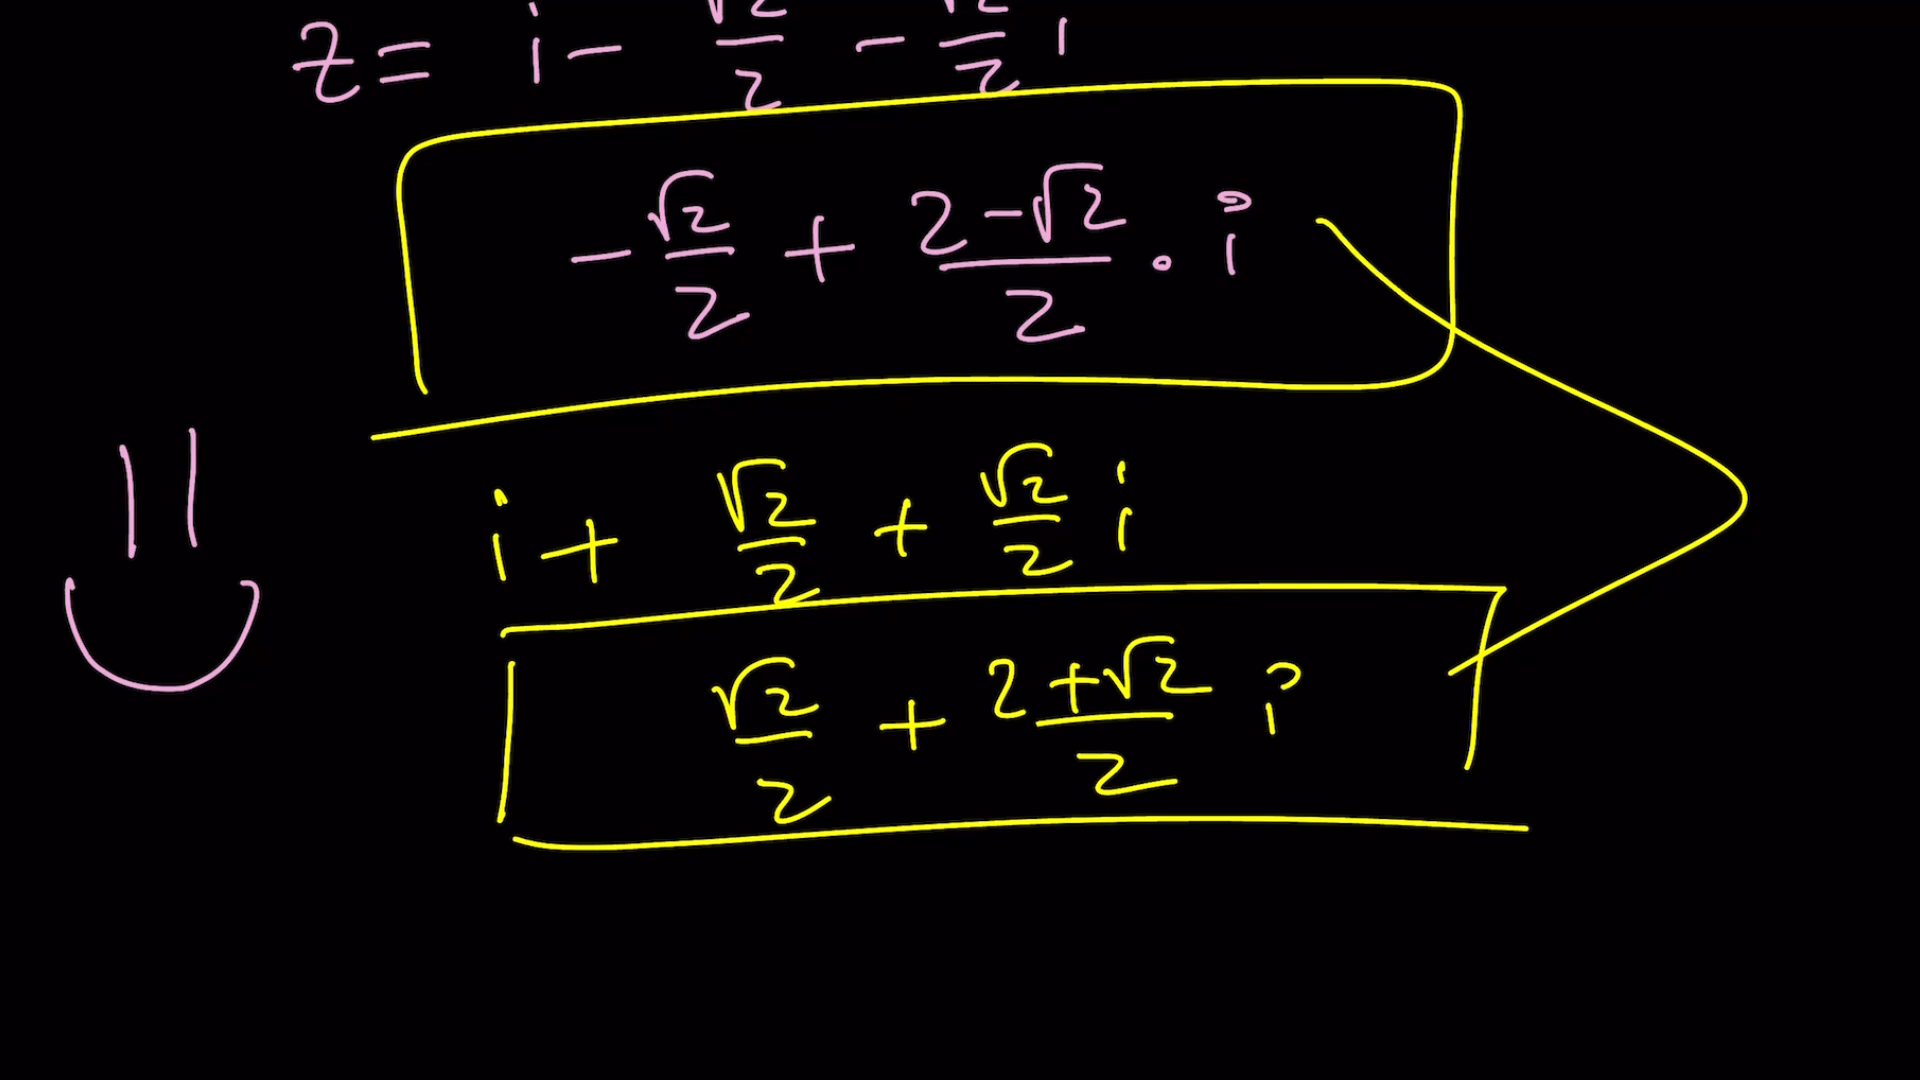 z = i - √2/2 - √2/2 i
-√2/2 + 2-√2/2 · i
i + √2/2 + √2/2 i
√2/2 + 2+√2/2 i